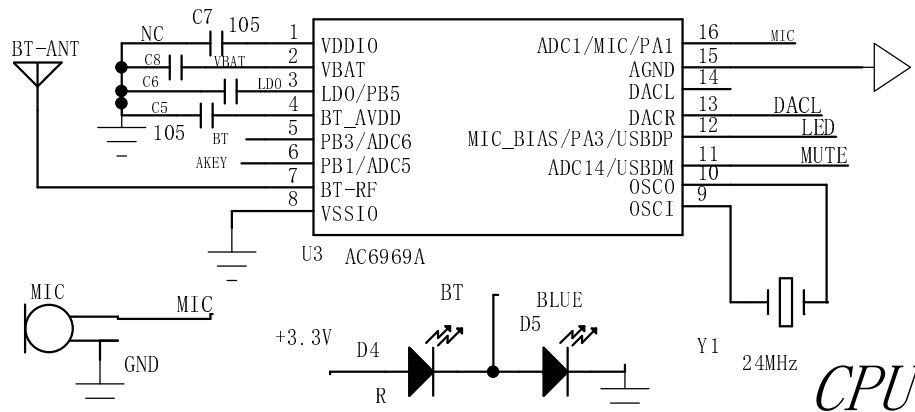 C7
105
NC
BT-ANT
C8
VBAT
C6
LDO
C5
105
BT
AKEY
1
2
3
4
5
6
7
8
VDDIO
VBAT
LDO/PB5
BT_AVDD
PB3/ADC6
PB1/ADC5
BT-RF
VSSIO
ADC1/MIC/PA1
AGND
DACL
DACR
MIC_BIAS/PA3/USBDP
ADC14/USBDM
OSCO
OSCI
16
15
14
13
12
11
10
9
MIC
DACL
LED
MUTE
U3 AC6969A
MIC
MIC
GND
BT
BLUE
+3.3V
D4
D5
R
Y1
24MHz
CPU